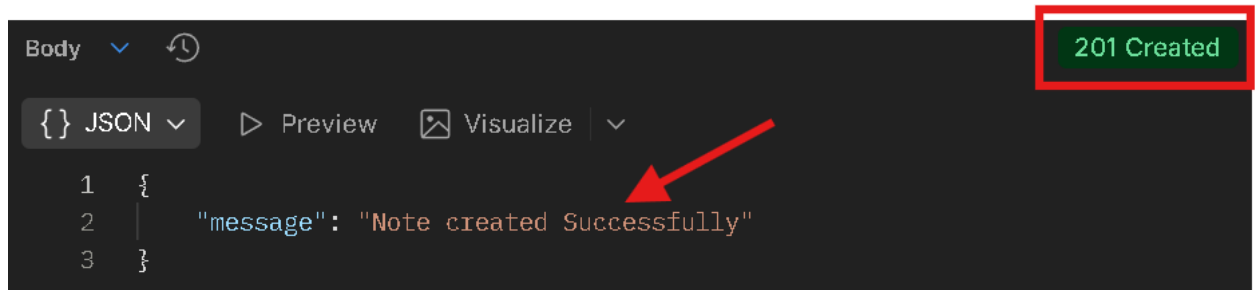 Body
201 Created
{} JSON
Preview
Visualize
1 {
2 "message": "Note created Successfully"
3 }